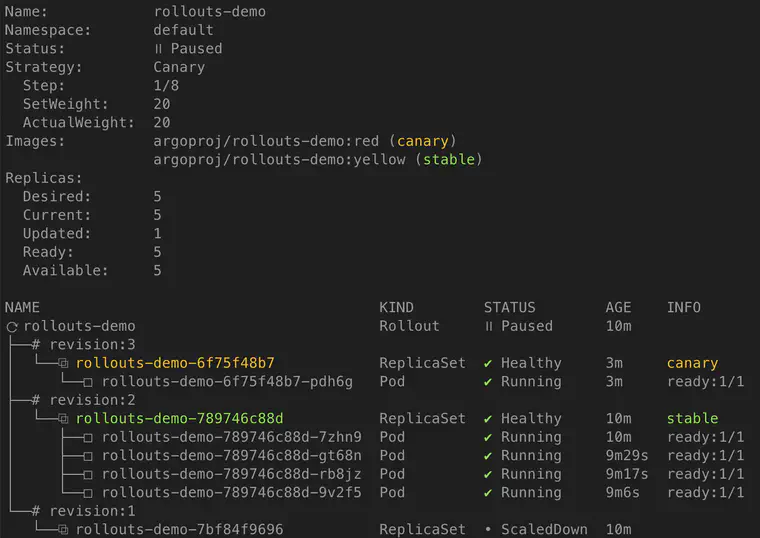 Name: rollouts-demo
Namespace: default
Status: ॥ Paused
Strategy: Canary
Step: 1/8
SetWeight: 20
ActualWeight: 20
Images: argoproj/rollouts-demo:red (canary)
argoproj/rollouts-demo:yellow (stable)
Replicas:
Desired: 5
Current: 5
Updated: 1
Ready: 5
Available: 5
NAME KIND STATUS AGE INFO
⟳ rollouts-demo Rollout ॥ Paused 10m
├──# revision:3
│  └──⧉ rollouts-demo-6f75f48b7 ReplicaSet ✔ Healthy 3m canary
│     └──□ rollouts-demo-6f75f48b7-pdh6g Pod ✔ Running 3m ready:1/1
├──# revision:2
│  └──⧉ rollouts-demo-789746c88d ReplicaSet ✔ Healthy 10m stable
│     ├──□ rollouts-demo-789746c88d-7zhn9 Pod ✔ Running 10m ready:1/1
│     ├──□ rollouts-demo-789746c88d-gt68n Pod ✔ Running 9m29s ready:1/1
│     ├──□ rollouts-demo-789746c88d-rb8jz Pod ✔ Running 9m17s ready:1/1
│     └──□ rollouts-demo-789746c88d-9v2f5 Pod ✔ Running 9m6s ready:1/1
└──# revision:1
   └──⧉ rollouts-demo-7bf84f9696 ReplicaSet • ScaledDown 10m